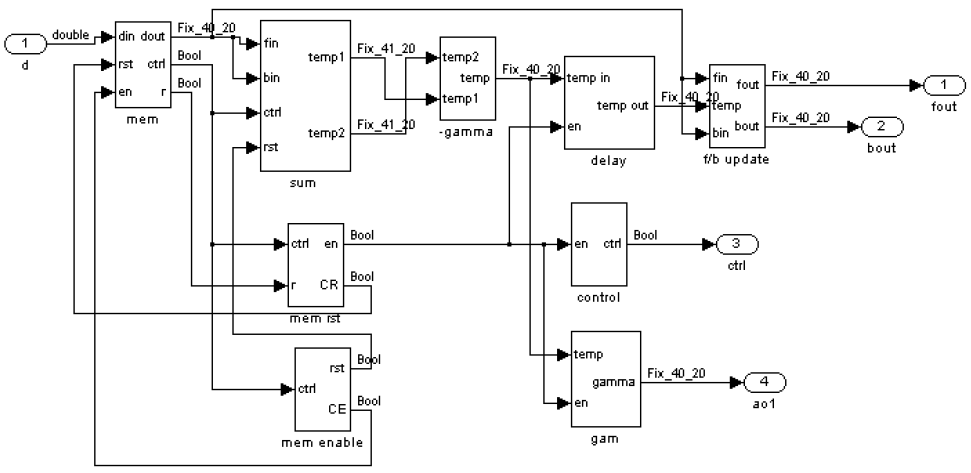 1
double
d
din dout
rst ctrl
en r
mem
Fix_40_20
Bool
Bool
fin
bin
ctrl
rst
temp1
temp2
sum
Fix_41_20
Fix_41_20
temp2
temp
temp1
-gamma
Fix_40_20
temp in
temp out
en
delay
Fix_40_20
fin
fout
temp
bout
bin
f/b update
Fix_40_20
Fix_40_20
1
fout
2
bout
ctrl en
r CR
mem rst
Bool
Bool
en ctrl
control
Bool
3
ctrl
ctrl
rst
CE
mem enable
Bool
Bool
temp
gamma
en
gam
Fix_40_20
4
ao1